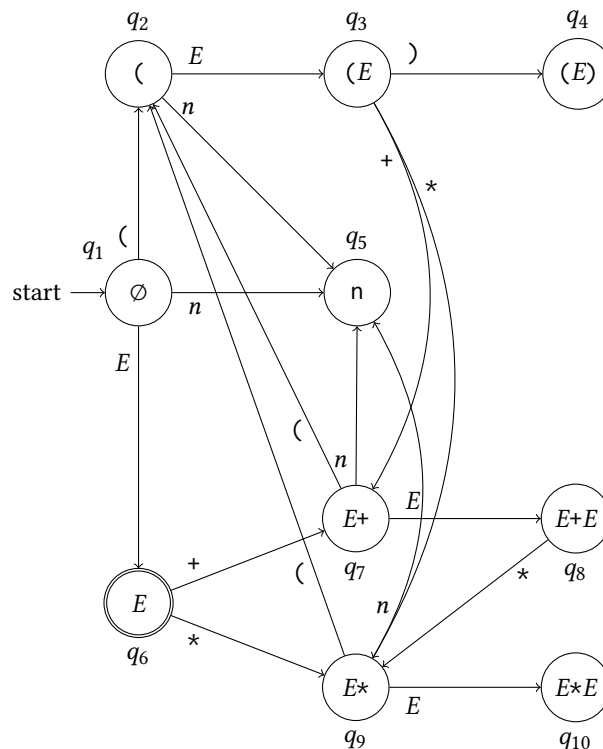 q2 q3 q4
( E (E ) (E)
n
+ *
q1 ( q5
start ∅ n n
E
(
n E
E+ E+E
+ q7 q8
( *
E * n
q6
E* E E*E
q9 q10